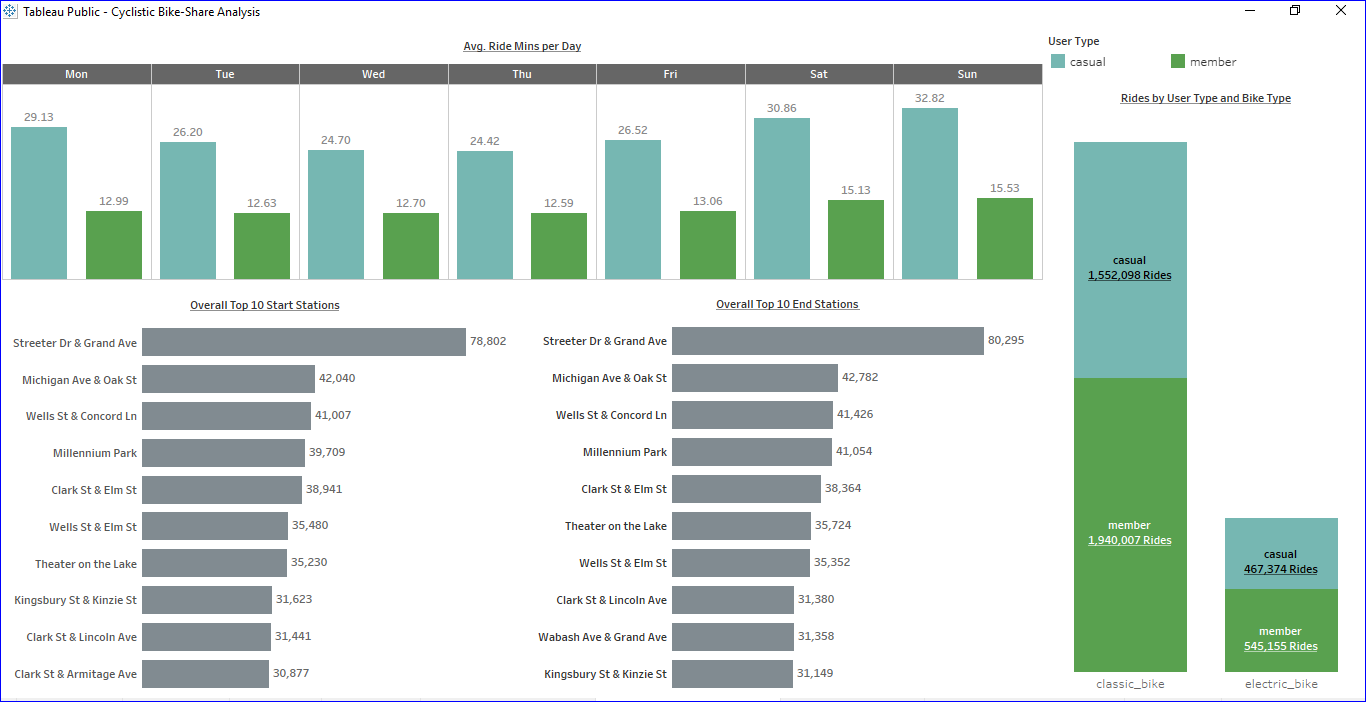 Tableau Public - Cyclistic Bike-Share Analysis
Avg. Ride Mins per Day
Mon Tue Wed Thu Fri Sat Sun
29.13 12.99 26.20 12.63 24.70 12.70 24.42 12.59 26.52 13.06 30.86 15.13 32.82 15.53
User Type
casual member
Rides by User Type and Bike Type
casual
1,552,098 Rides
member
1,940,007 Rides
classic_bike
casual
467,374 Rides
member
545,155 Rides
electric_bike
Overall Top 10 Start Stations
Streeter Dr & Grand Ave 78,802
Michigan Ave & Oak St 42,040
Wells St & Concord Ln 41,007
Millennium Park 39,709
Clark St & Elm St 38,941
Wells St & Elm St 35,480
Theater on the Lake 35,230
Kingsbury St & Kinzie St 31,623
Clark St & Lincoln Ave 31,441
Clark St & Armitage Ave 30,877
Overall Top 10 End Stations
Streeter Dr & Grand Ave 80,295
Michigan Ave & Oak St 42,782
Wells St & Concord Ln 41,426
Millennium Park 41,054
Clark St & Elm St 38,364
Theater on the Lake 35,724
Wells St & Elm St 35,352
Clark St & Lincoln Ave 31,380
Wabash Ave & Grand Ave 31,358
Kingsbury St & Kinzie St 31,149